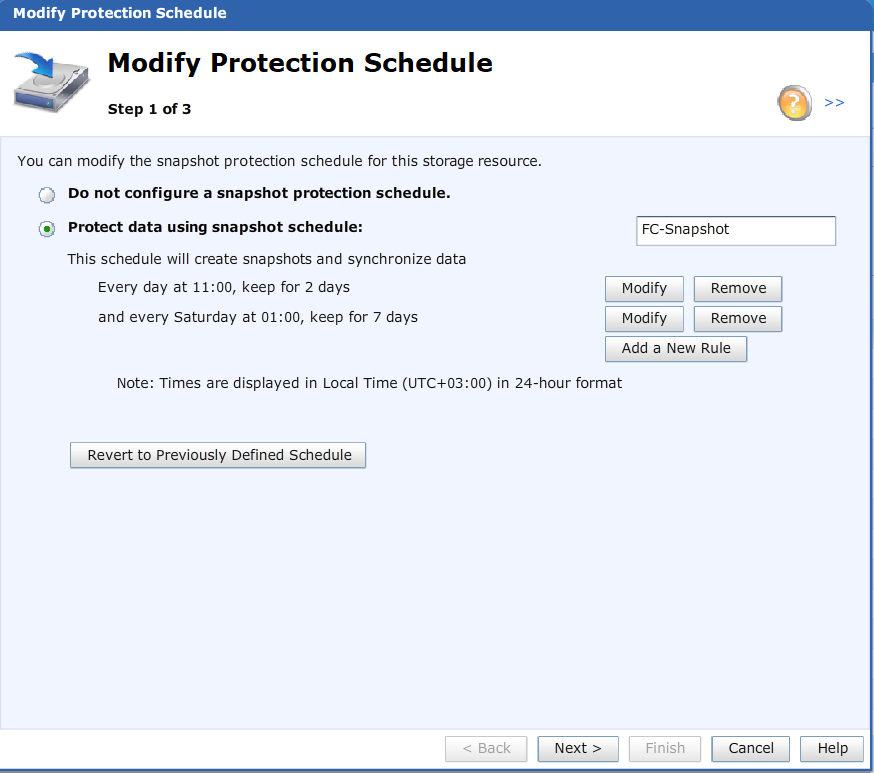 Modify Protection Schedule
Modify Protection Schedule
Step 1 of 3
?
>>
You can modify the snapshot protection schedule for this storage resource.
Do not configure a snapshot protection schedule.
Protect data using snapshot schedule: FC-Snapshot
This schedule will create snapshots and synchronize data
Every day at 11:00, keep for 2 days Modify Remove
and every Saturday at 01:00, keep for 7 days Modify Remove
Add a New Rule
Note: Times are displayed in Local Time (UTC+03:00) in 24-hour format
Revert to Previously Defined Schedule
< Back Next > Finish Cancel Help